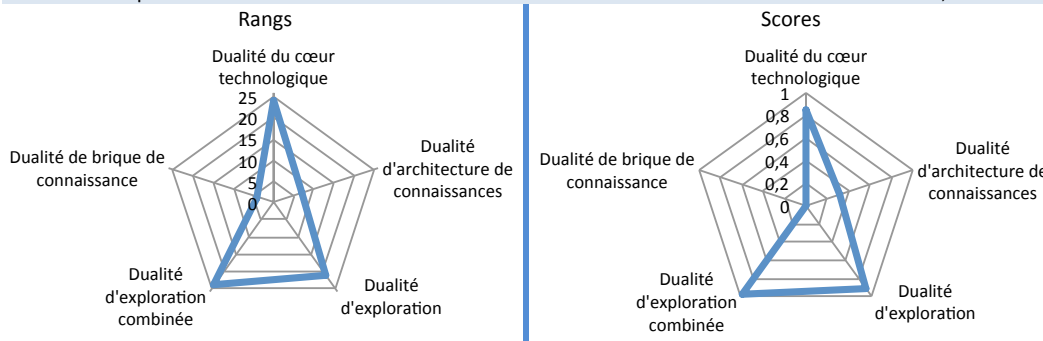 Rangs
Dualité du cœur
technologique
25
20
15
10
5
0
Dualité
d'architecture de
connaissances
Dualité
d'exploration
Dualité
d'exploration
combinée
Dualité de brique de
connaissance
Scores
Dualité du cœur
technologique
1
0,8
0,6
0,4
0,2
0
Dualité
d'architecture de
connaissances
Dualité
d'exploration
Dualité
d'exploration
combinée
Dualité de brique de
connaissance